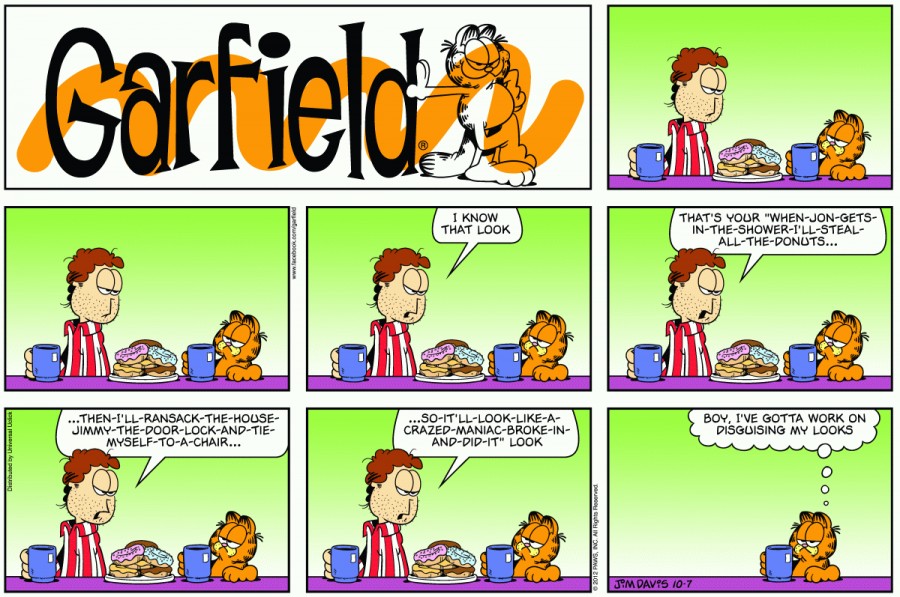 Garfield®
www.facebook.com/garfield
I KNOW
THAT LOOK
THAT'S YOUR "WHEN-JON-GETS-
IN-THE-SHOWER-I'LL-STEAL-
ALL-THE-DONUTS...
Distributed by Universal Uclick
...THEN-I'LL-RANSACK-THE-HOUSE-
JIMMY-THE-DOOR-LOCK-AND-TIE-
MYSELF-TO-A-CHAIR...
...SO-IT'LL-LOOK-LIKE-A-
CRAZED-MANIAC-BROKE-IN-
AND-DID-IT" LOOK
© 2012 PAWS, INC. All Rights Reserved.
BOY, I'VE GOTTA WORK ON
DISGUISING MY LOOKS
JIM DAVIS 10-7